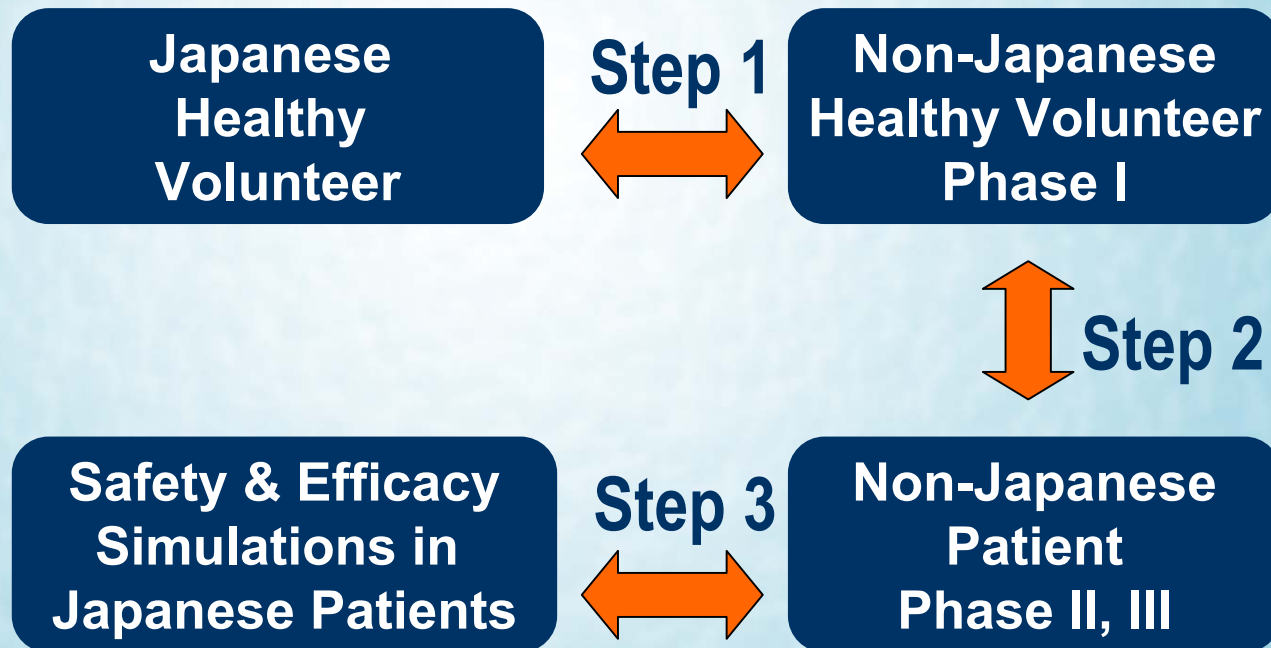 Japanese
Healthy
Volunteer
Step 1
Non-Japanese
Healthy Volunteer
Phase I
Step 2
Safety & Efficacy
Simulations in
Japanese Patients
Step 3
Non-Japanese
Patient
Phase II, III